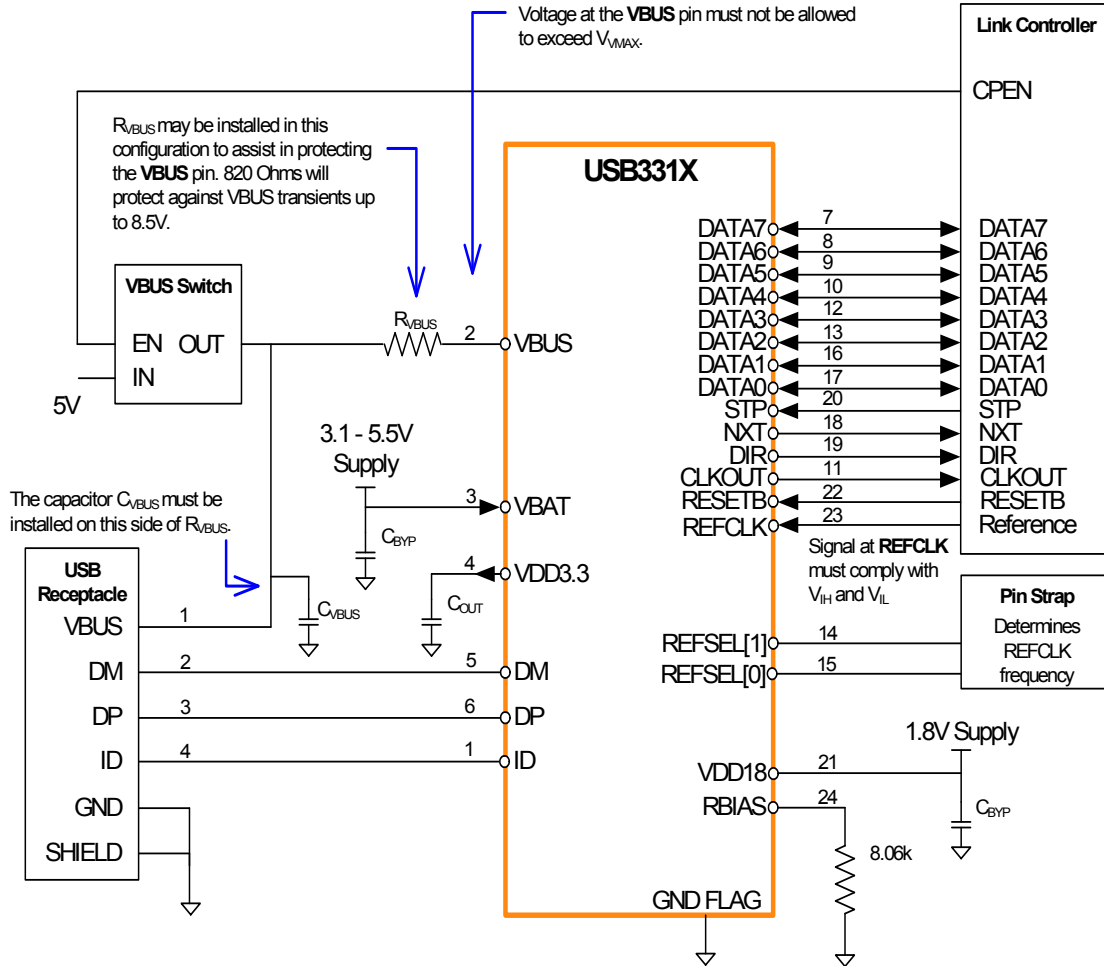 Voltage at the VBUS pin must not be allowed
to exceed VVMAX.
Link Controller
CPEN
RVBUS may be installed in this
configuration to assist in protecting
the VBUS pin. 820 Ohms will
protect against VBUS transients up
to 8.5V.
USB331X
VBUS Switch
EN OUT
IN
5V
RVBUS
2
VBUS
DATA7 7 DATA7
DATA6 8 DATA6
DATA5 9 DATA5
DATA4 10 DATA4
DATA3 12 DATA3
DATA2 13 DATA2
DATA1 16 DATA1
DATA0 17 DATA0
STP 20 STP
NXT 18 NXT
DIR 19 DIR
CLKOUT 11 CLKOUT
RESETB 22 RESETB
REFCLK 23 Reference
Signal at REFCLK
must comply with
VIH and VIL
3.1 - 5.5V
Supply
3
VBAT
CBYP
4
VDD3.3
COUT
The capacitor CVBUS must be
installed on this side of RVBUS.
CVBUS
USB
Receptacle
VBUS 1
DM 2 5 DM
DP 3 6 DP
ID 4 1 ID
GND
SHIELD
Pin Strap
Determines
REFCLK
frequency
REFSEL[1] 14
REFSEL[0] 15
1.8V Supply
VDD18 21
RBIAS 24
CBYP
8.06k
GND FLAG